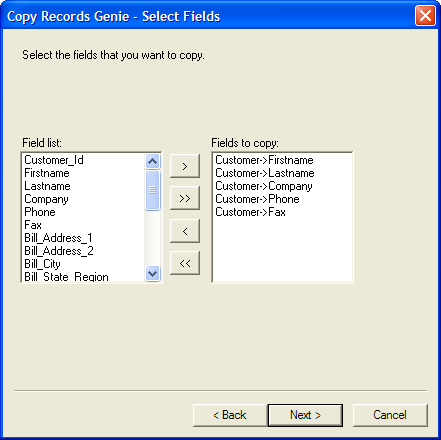 Copy Records Genie - Select Fields
Select the fields that you want to copy.
Field list:
Customer_Id
Firstname
Lastname
Company
Phone
Fax
Bill_Address_1
Bill_Address_2
Bill_City
Bill_State_Region
>
>>
<
<<
Fields to copy:
Customer->Firstname
Customer->Lastname
Customer->Company
Customer->Phone
Customer->Fax
< Back
Next >
Cancel